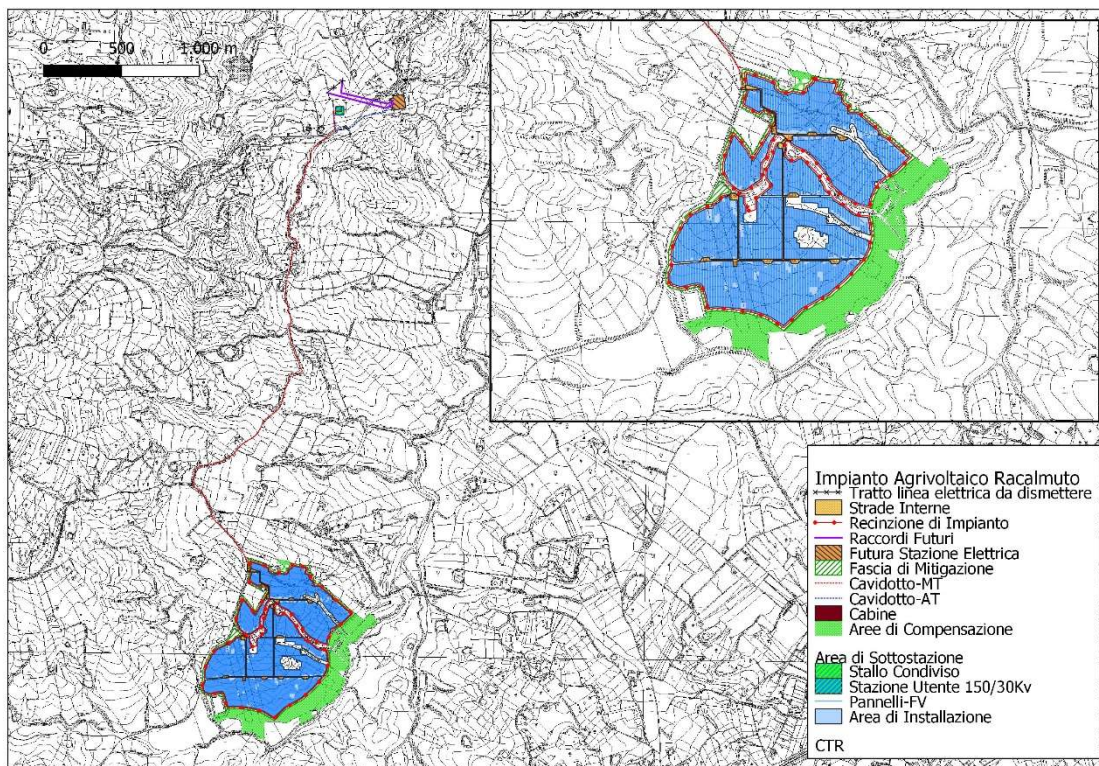 0 500 1.000 m
Impianto Agrivoltaico Racalmuto
Tratto linea elettrica da dismettere
Strade Interne
Recinzione di Impianto
Raccordi Futuri
Futura Stazione Elettrica
Fascia di Mitigazione
Cavidotto-MT
Cavidotto-AT
Cabine
Aree di Compensazione
Area di Sottostazione
Stallo Condiviso
Stazione Utente 150/30Kv
Pannelli-FV
Area di Installazione
CTR